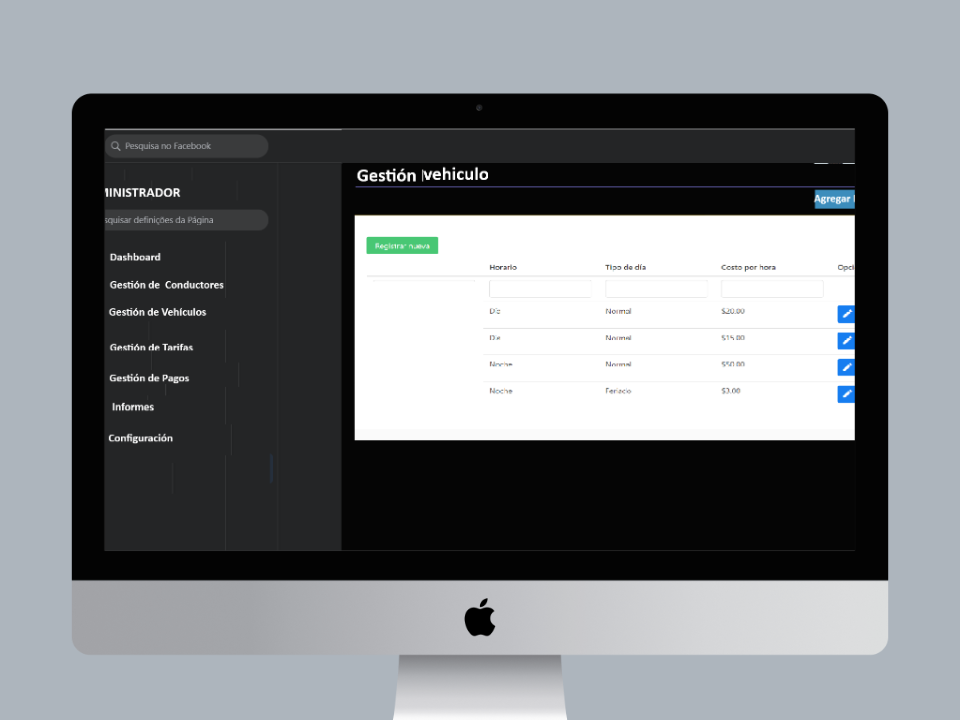 Pesquisa no Facebook
MINISTRADOR
squisar definições da Página
Dashboard
Gestión de Conductores
Gestión de Vehículos
Gestión de Tarifas
Gestión de Pagos
Informes
Configuración
Gestión vehiculo
Agregar
Registrar nueva
Horario Tipo de día Costo por hora Opci
Día Normal $20.00
Día Normal $15.00
Noche Normal $50.00
Noche Feriado $3.00